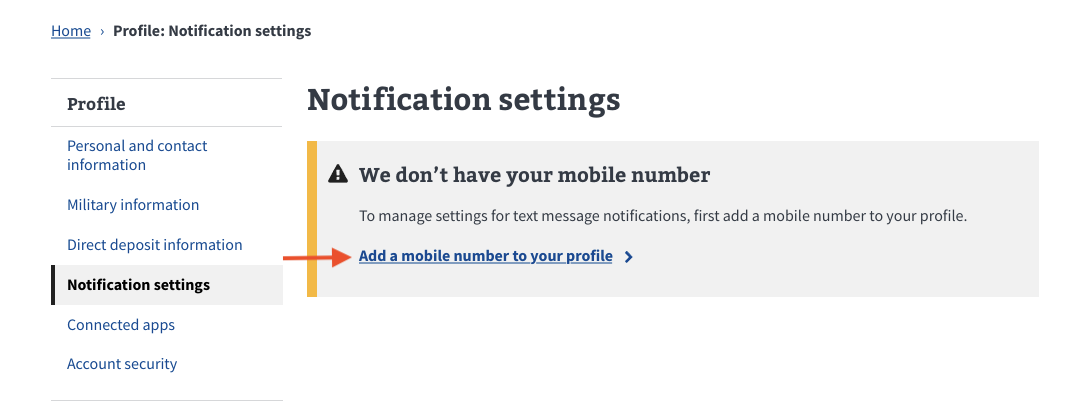 Home › Profile: Notification settings
Profile
Personal and contact
information
Military information
Direct deposit information
Notification settings
Connected apps
Account security
Notification settings
We don’t have your mobile number
To manage settings for text message notifications, first add a mobile number to your profile.
Add a mobile number to your profile